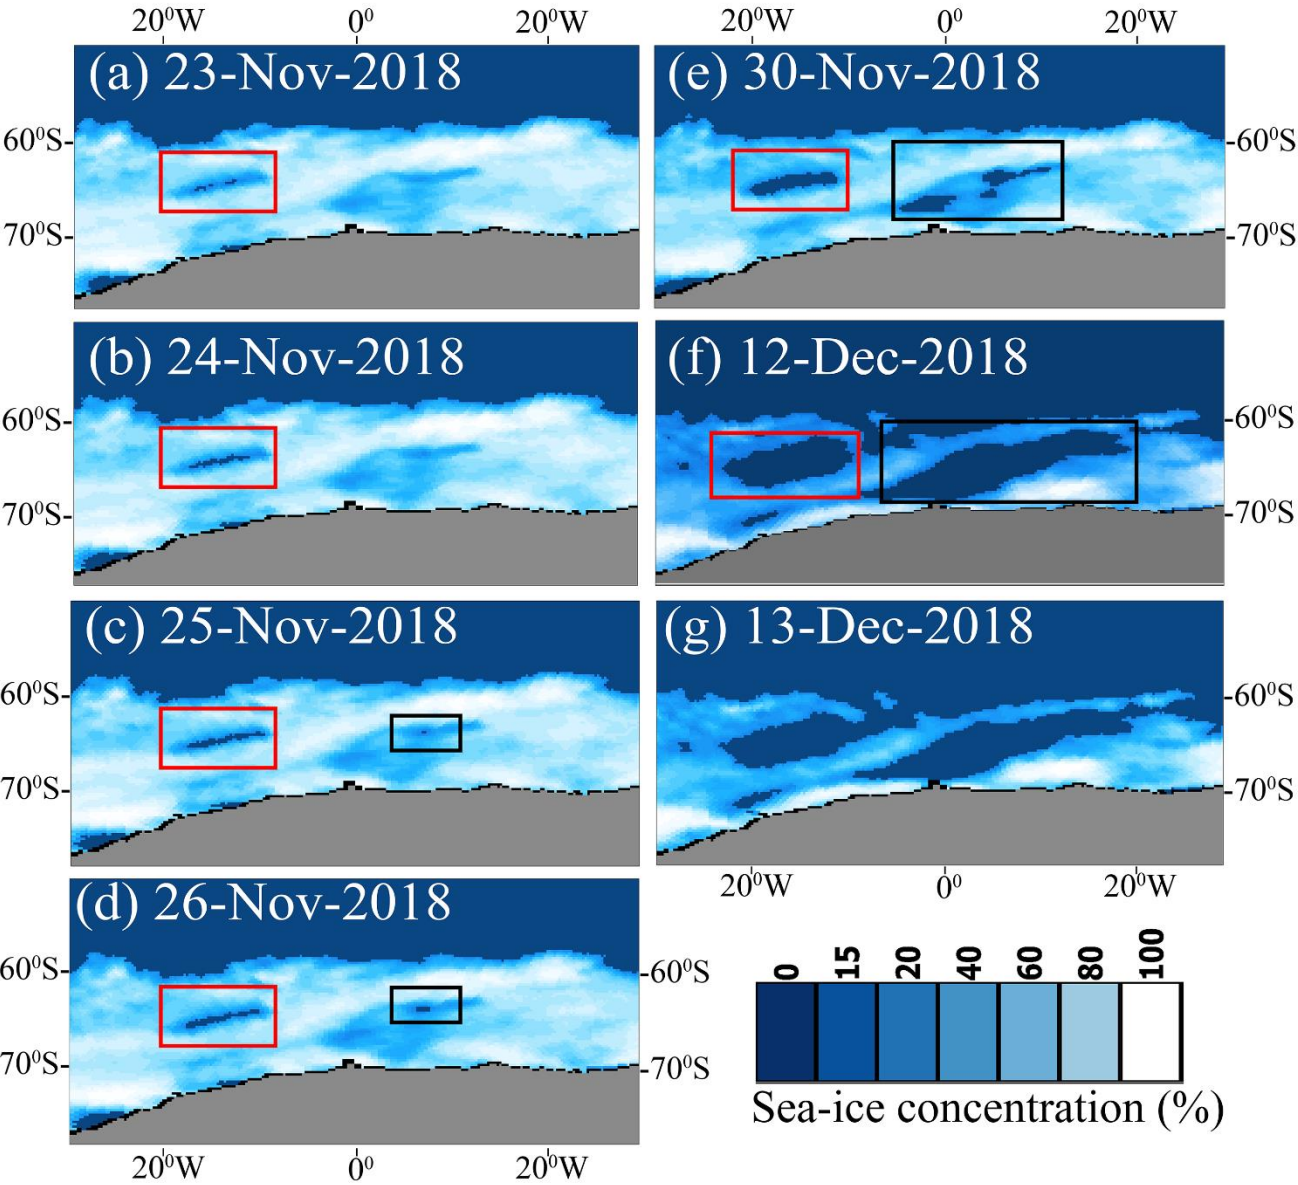 20⁰W 0⁰ 20⁰W 20⁰W 0⁰ 20⁰W
(a) 23-Nov-2018
60⁰S-
70⁰S-
(e) 30-Nov-2018
-60⁰S
-70⁰S
(b) 24-Nov-2018
60⁰S-
70⁰S-
(f) 12-Dec-2018
-60⁰S
-70⁰S
(c) 25-Nov-2018
60⁰S-
70⁰S-
(g) 13-Dec-2018
-60⁰S
-70⁰S
20⁰W 0⁰ 20⁰W
(d) 26-Nov-2018
60⁰S-
70⁰S-
-60⁰S
-70⁰S
20⁰W 0⁰ 20⁰W
0 15 20 40 60 80 100
Sea-ice concentration (%)